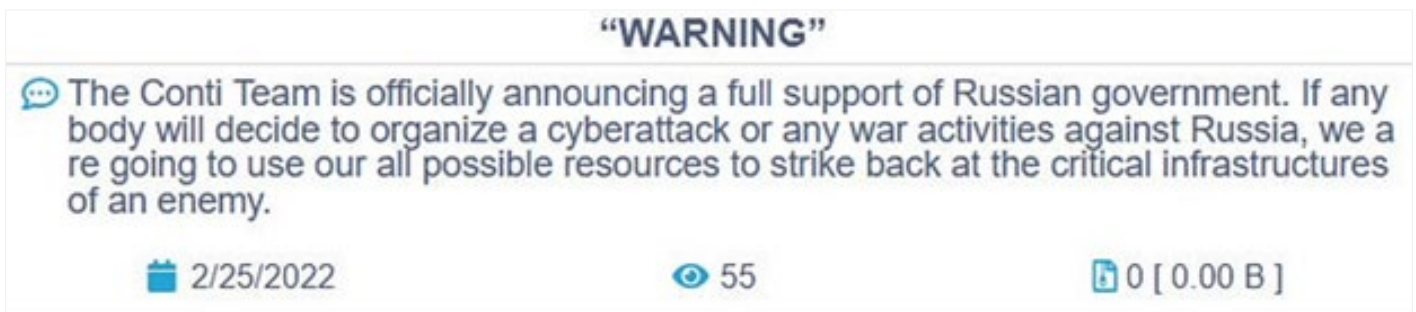 “WARNING”
The Conti Team is officially announcing a full support of Russian government. If any
body will decide to organize a cyberattack or any war activities against Russia, we a
re going to use our all possible resources to strike back at the critical infrastructures
of an enemy.
2/25/2022 55 0 [ 0.00 B ]